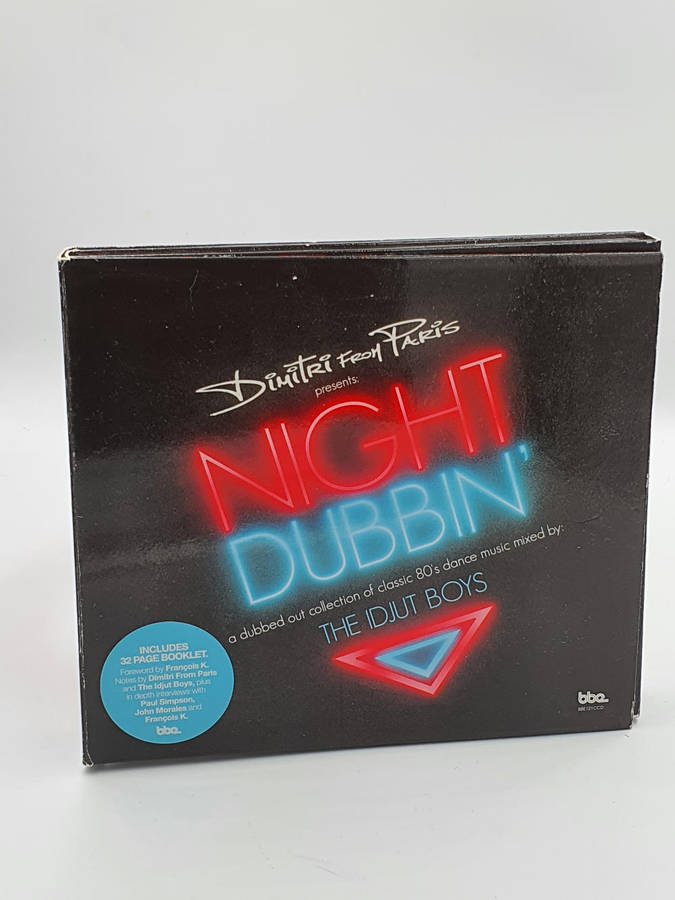 Dimitri from Paris
presents:
NIGHT
DUBBIN'
a dubbed out collection of classic 80's dance music mixed by:
THE IDJUT BOYS
INCLUDES
32 PAGE BOOKLET.
Foreword by François K.
Notes by Dimitri From Paris
and The Idjut Boys, plus
in depth interviews with
Paul Simpson,
John Morales and
François K.
bbe
bbe
BBE121CCD